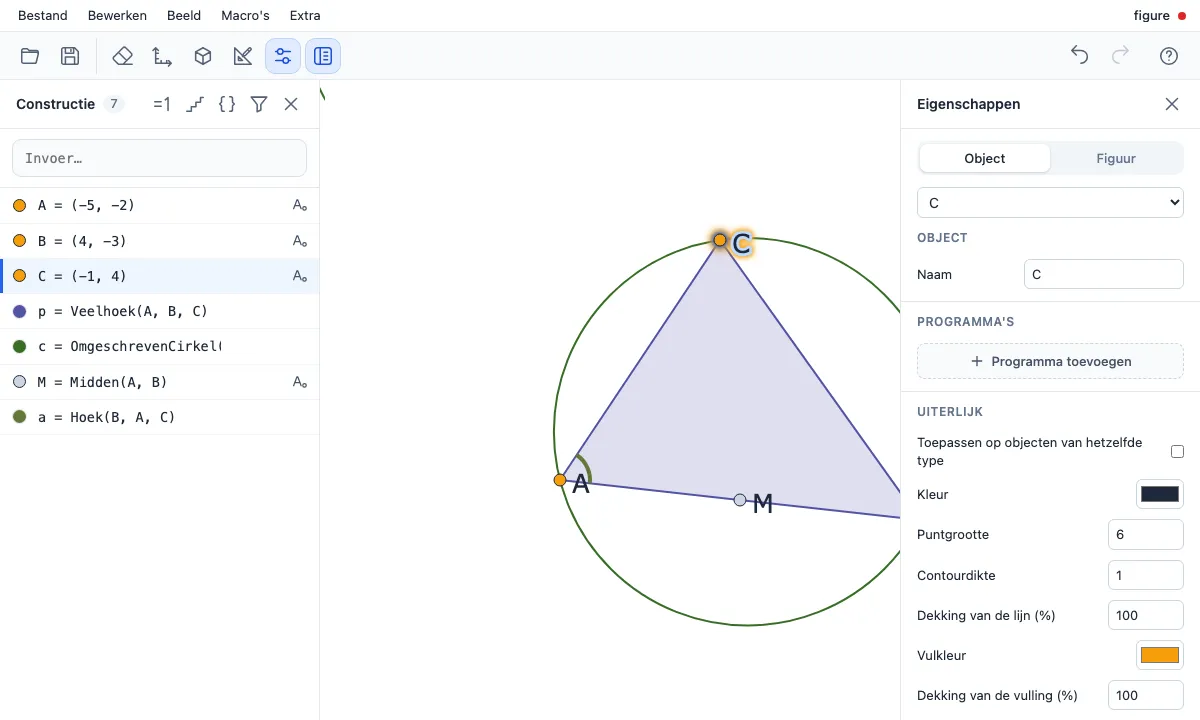 Bestand Bewerken Beeld Macro's Extra figure
Constructie 7 =1 {}
Invoer…
A = (−5, −2)
B = (4, −3)
C = (−1, 4)
p = Veelhoek(A, B, C)
c = OmgeschrevenCirkel(
M = Midden(A, B)
a = Hoek(B, A, C)
C
A
M
Eigenschappen
Object Figuur
C
OBJECT
Naam C
PROGRAMMA'S
+ Programma toevoegen
UITERLIJK
Toepassen op objecten van hetzelfde
type
Kleur
Puntgrootte 6
Contourdikte 1
Dekking van de lijn (%) 100
Vulkleur
Dekking van de vulling (%) 100